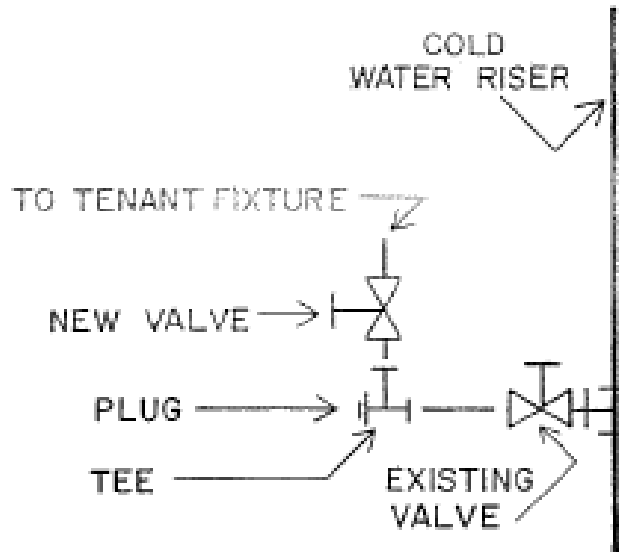 COLD
WATER RISER
TO TENANT FIXTURE
NEW VALVE
PLUG
TEE
EXISTING
VALVE